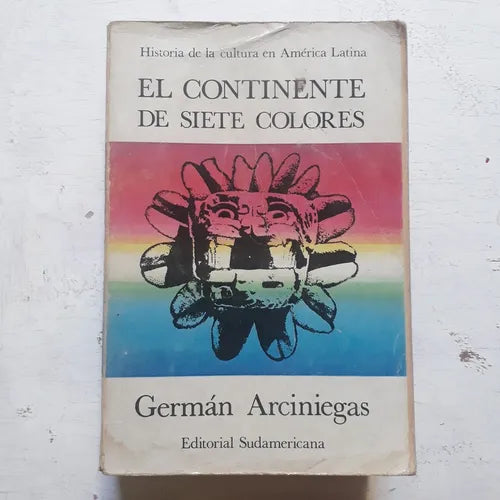 Historia de la cultura en América Latina
EL CONTINENTE
DE SIETE COLORES
Germán Arciniegas
Editorial Sudamericana